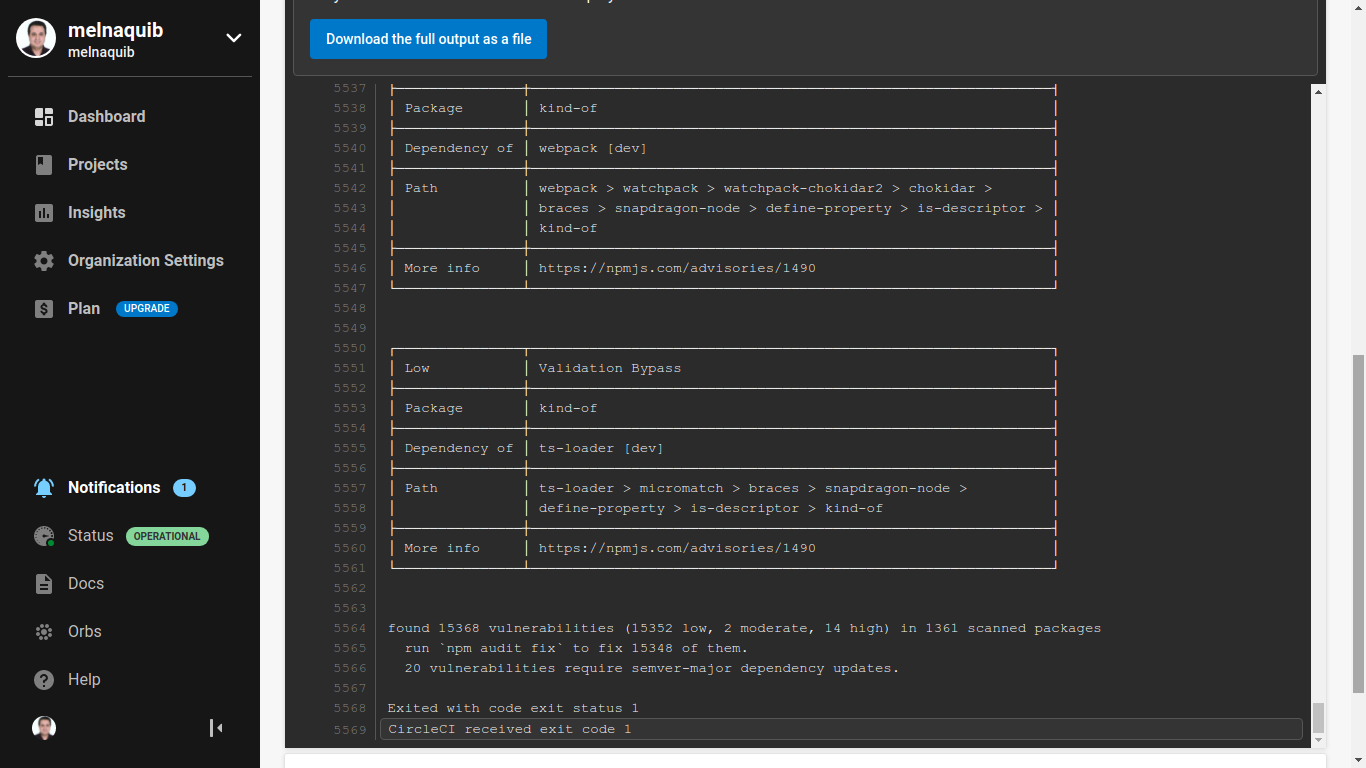 melnaquib
melnaquib
Dashboard
Projects
Insights
Organization Settings
Plan UPGRADE
Notifications 1
Status OPERATIONAL
Docs
Orbs
Help
Download the full output as a file
5537
5538 Package kind-of
5539
5540 Dependency of webpack [dev]
5541
5542 Path webpack > watchpack > watchpack-chokidar2 > chokidar >
5543 braces > snapdragon-node > define-property > is-descriptor >
5544 kind-of
5545
5546 More info https://npmjs.com/advisories/1490
5547
5548
5549
5550
5551 Low Validation Bypass
5552
5553 Package kind-of
5554
5555 Dependency of ts-loader [dev]
5556
5557 Path ts-loader > micromatch > braces > snapdragon-node >
5558 define-property > is-descriptor > kind-of
5559
5560 More info https://npmjs.com/advisories/1490
5561
5562
5563
5564 found 15368 vulnerabilities (15352 low, 2 moderate, 14 high) in 1361 scanned packages
5565 run `npm audit fix` to fix 15348 of them.
5566 20 vulnerabilities require semver-major dependency updates.
5567
5568 Exited with code exit status 1
5569 CircleCI received exit code 1